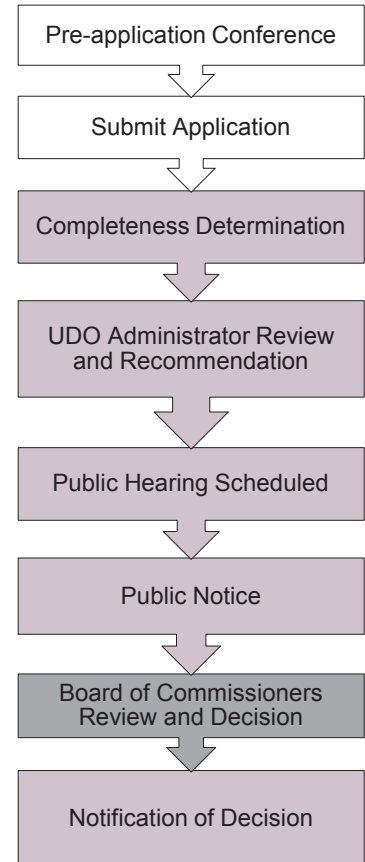 Pre-application Conference
Submit Application
Completeness Determination
UDO Administrator Review
and Recommendation
Public Hearing Scheduled
Public Notice
Board of Commissioners
Review and Decision
Notification of Decision